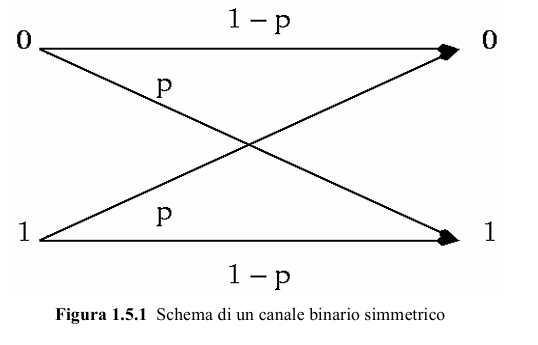 1 – p
0 0
p
p
1 1
1 – p
Figura 1.5.1 Schema di un canale binario simmetrico